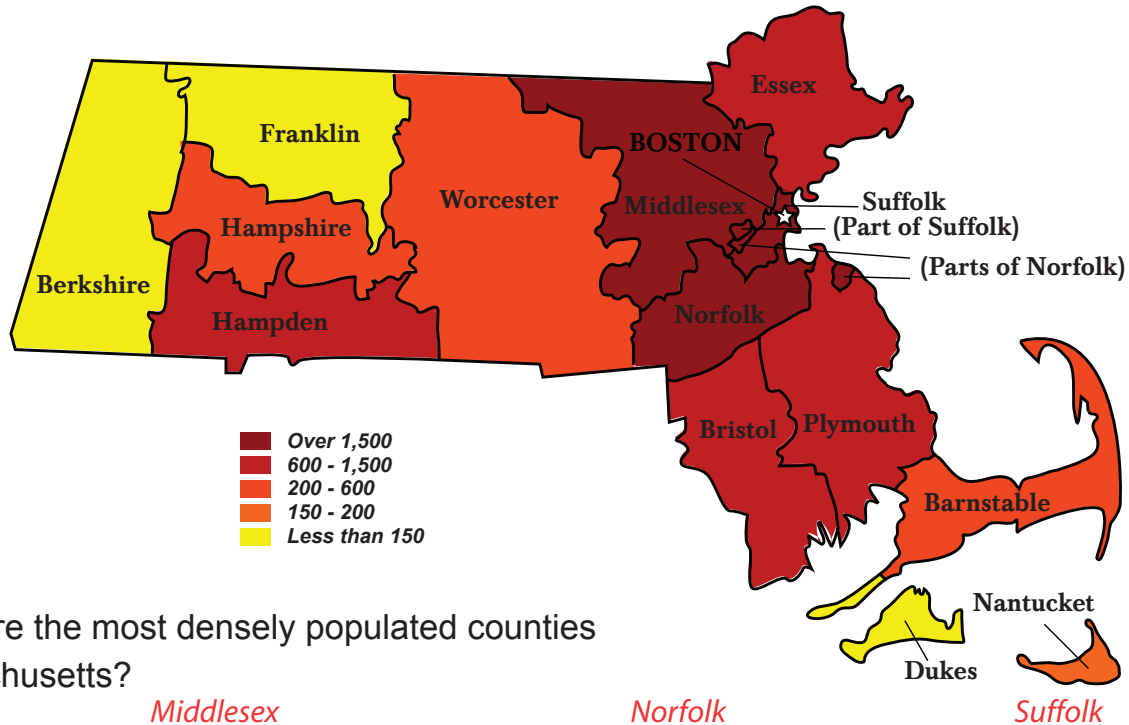 Essex
Franklin
BOSTON
Worcester
Middlesex
Suffolk
Hampshire
(Part of Suffolk)
(Parts of Norfolk)
Berkshire
Hampden
Norfolk
Bristol
Plymouth
Over 1,500
600 - 1,500
200 - 600
150 - 200
Less than 150
Barnstable
Nantucket
Dukes
re the most densely populated counties
chusetts?
Middlesex Norfolk Suffolk